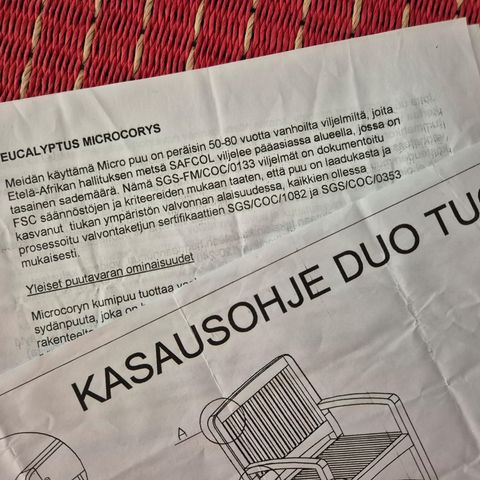 EUCALYPTUS MICROCORYS
Meidän käyttämä Micro puu on peräisin 50-80 vuotta vanhoilta viljelmiltä, joita
Etelä-Afrikan hallituksen metsä SAFCOL viljelee pääasiassa alueella, jossa on
tasainen sademäärä. Nämä SGS-FM/COC/0133 viljelmät on dokumentoitu
FSC säännöstöjen ja kriteereiden mukaan taaten, että puu on laadukasta ja
kasvanut tiukan ympäristön valvonnan alaisuudessa, kaikkien ollessa
prosessoitu valvontaketjun sertifikaattien SGS/COC/1082 ja SGS/COC/0353
mukaisesti.
Yleiset puutavaran ominaisuudet
Microcoryn kumipuu tuottaa
sydänpuuta, joka on
KASAUSOHJE DUO
A